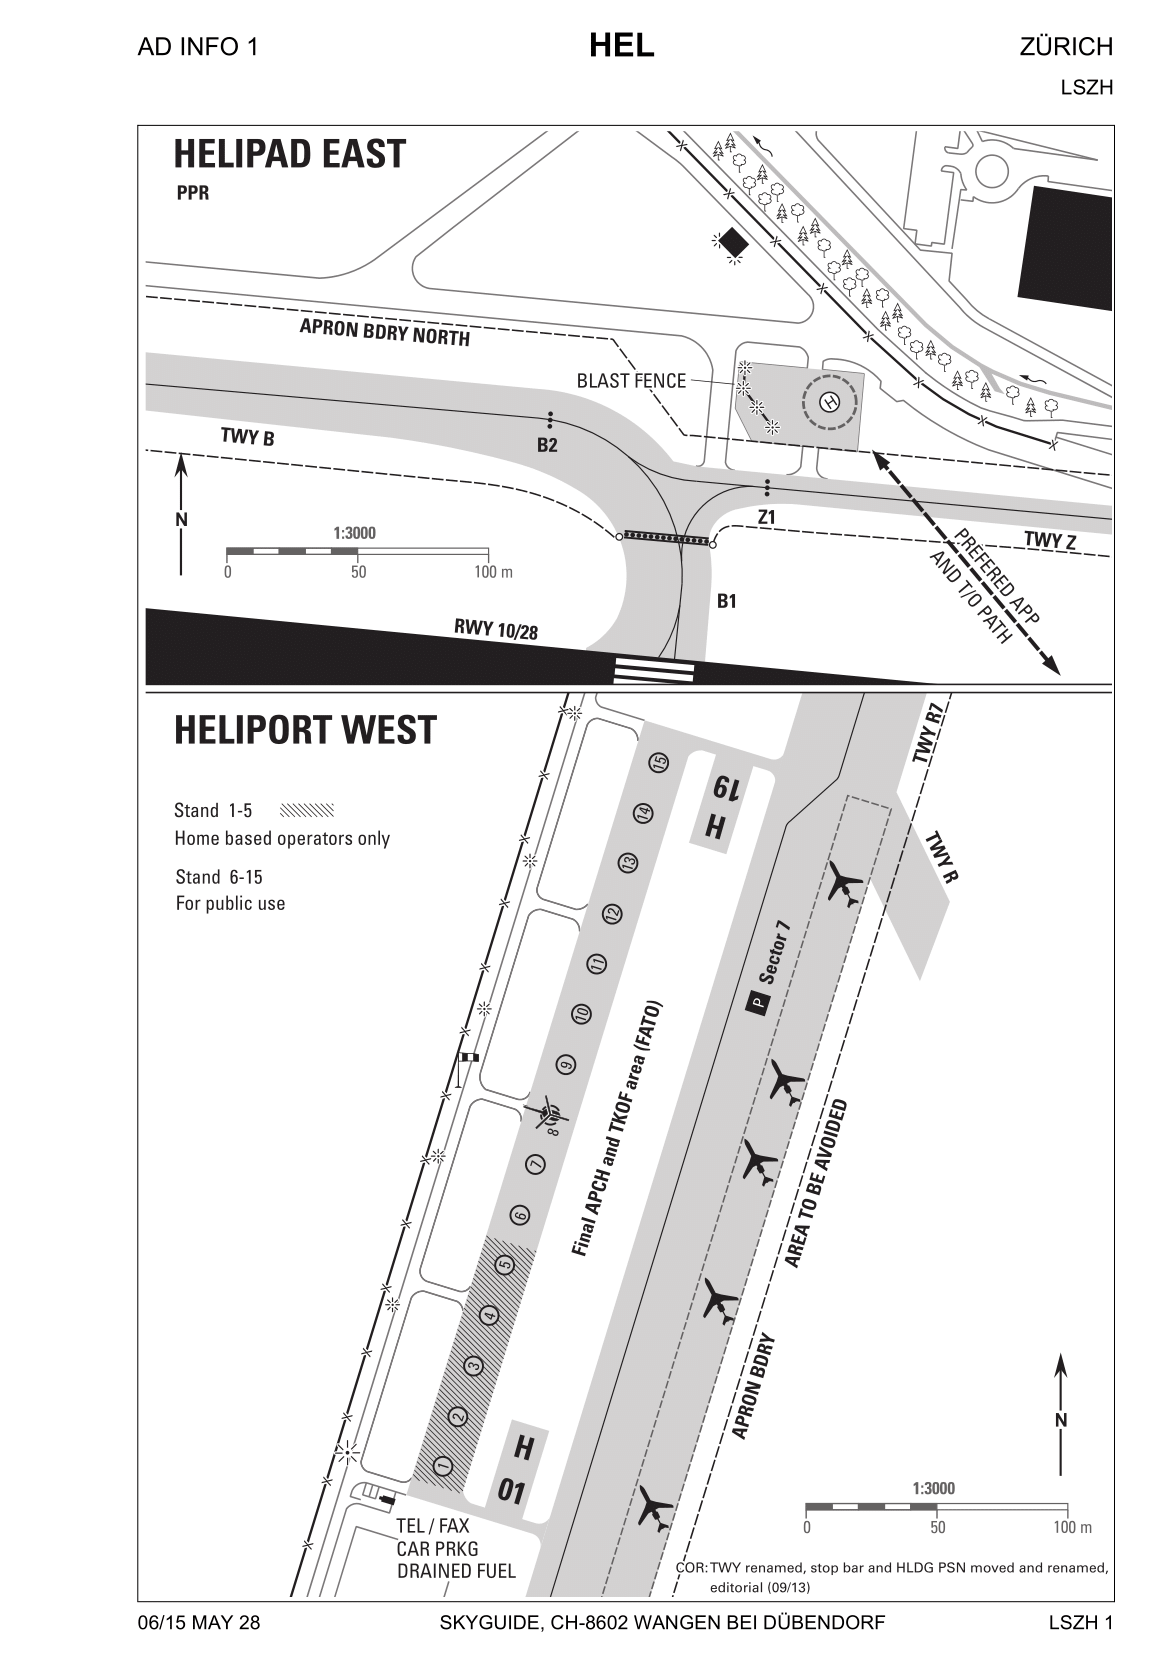 AD INFO 1
HEL
ZÜRICH
LSZH
HELIPAD EAST
PPR
APRON BDRY NORTH
BLAST FENCE
H
TWY B
B2
N
1:3000
0 50 100 m
Z1
TWY Z
PREFERED APP
AND T/O PATH
B1
RWY 10/28
HELIPORT WEST
TWY R7
Stand 1-5
Home based operators only
Stand 6-15
For public use
15
14
13
12
11
10
9
8
7
6
5
4
3
2
1
19
H
TWY R
P Sector 7
Final APCH and TKOF area (FATO)
AREA TO BE AVOIDED
APRON BDRY
H
01
N
1:3000
0 50 100 m
TEL / FAX
CAR PRKG
DRAINED FUEL
COR: TWY renamed, stop bar and HLDG PSN moved and renamed,
editorial (09/13)
06/15 MAY 28
SKYGUIDE, CH-8602 WANGEN BEI DÜBENDORF
LSZH 1